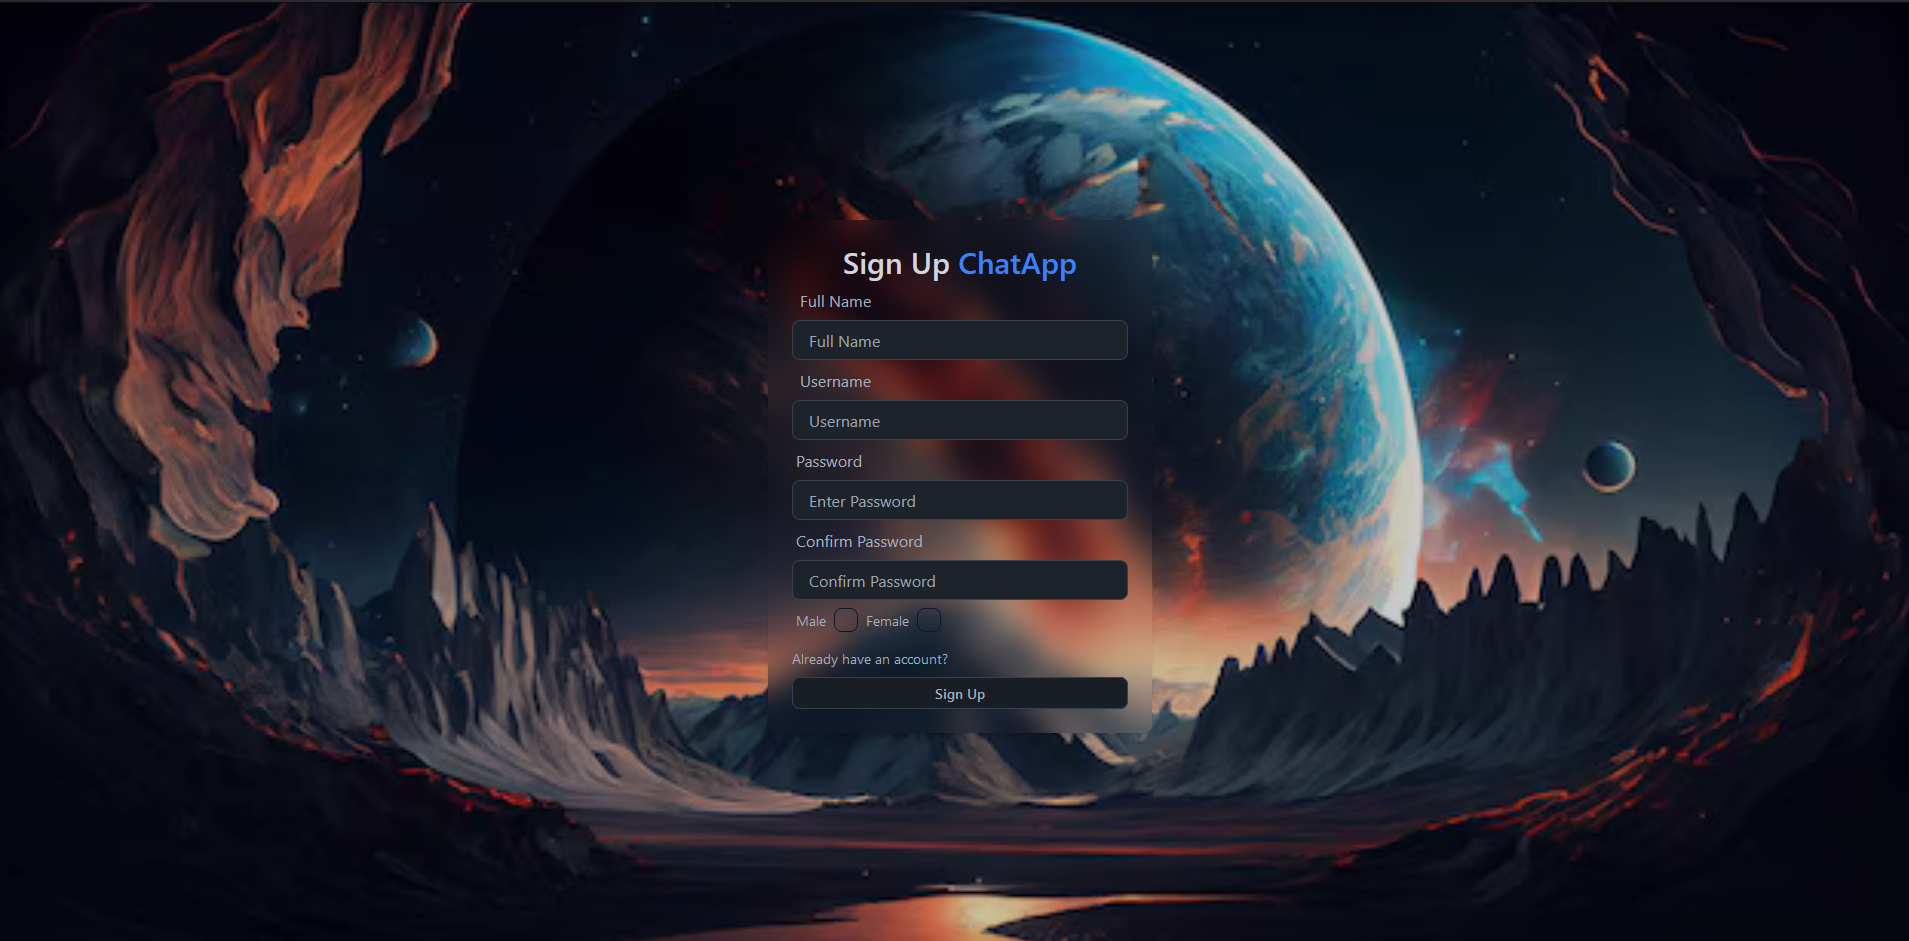 Sign Up ChatApp
Full Name
Full Name
Username
Username
Password
Enter Password
Confirm Password
Confirm Password
Male Female
Already have an account?
Sign Up